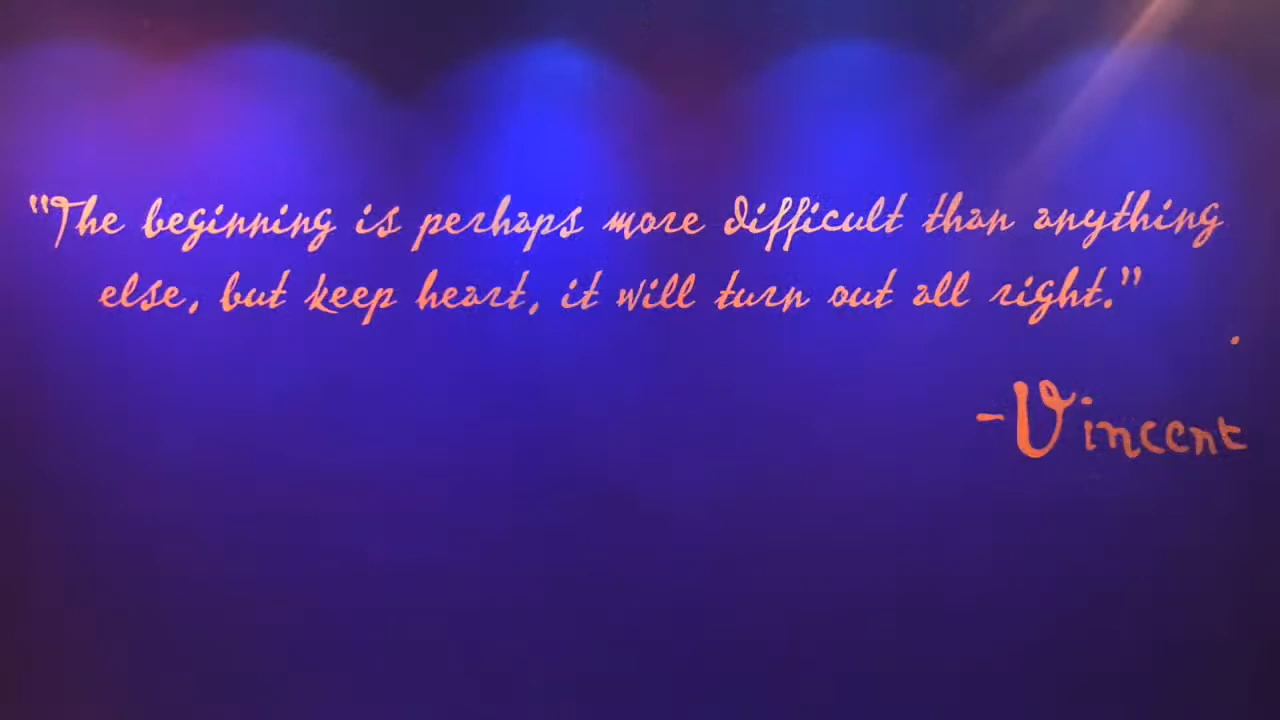 "The beginning is perhaps more difficult than anything
else, but keep heart, it will turn out all right."
-Vincent